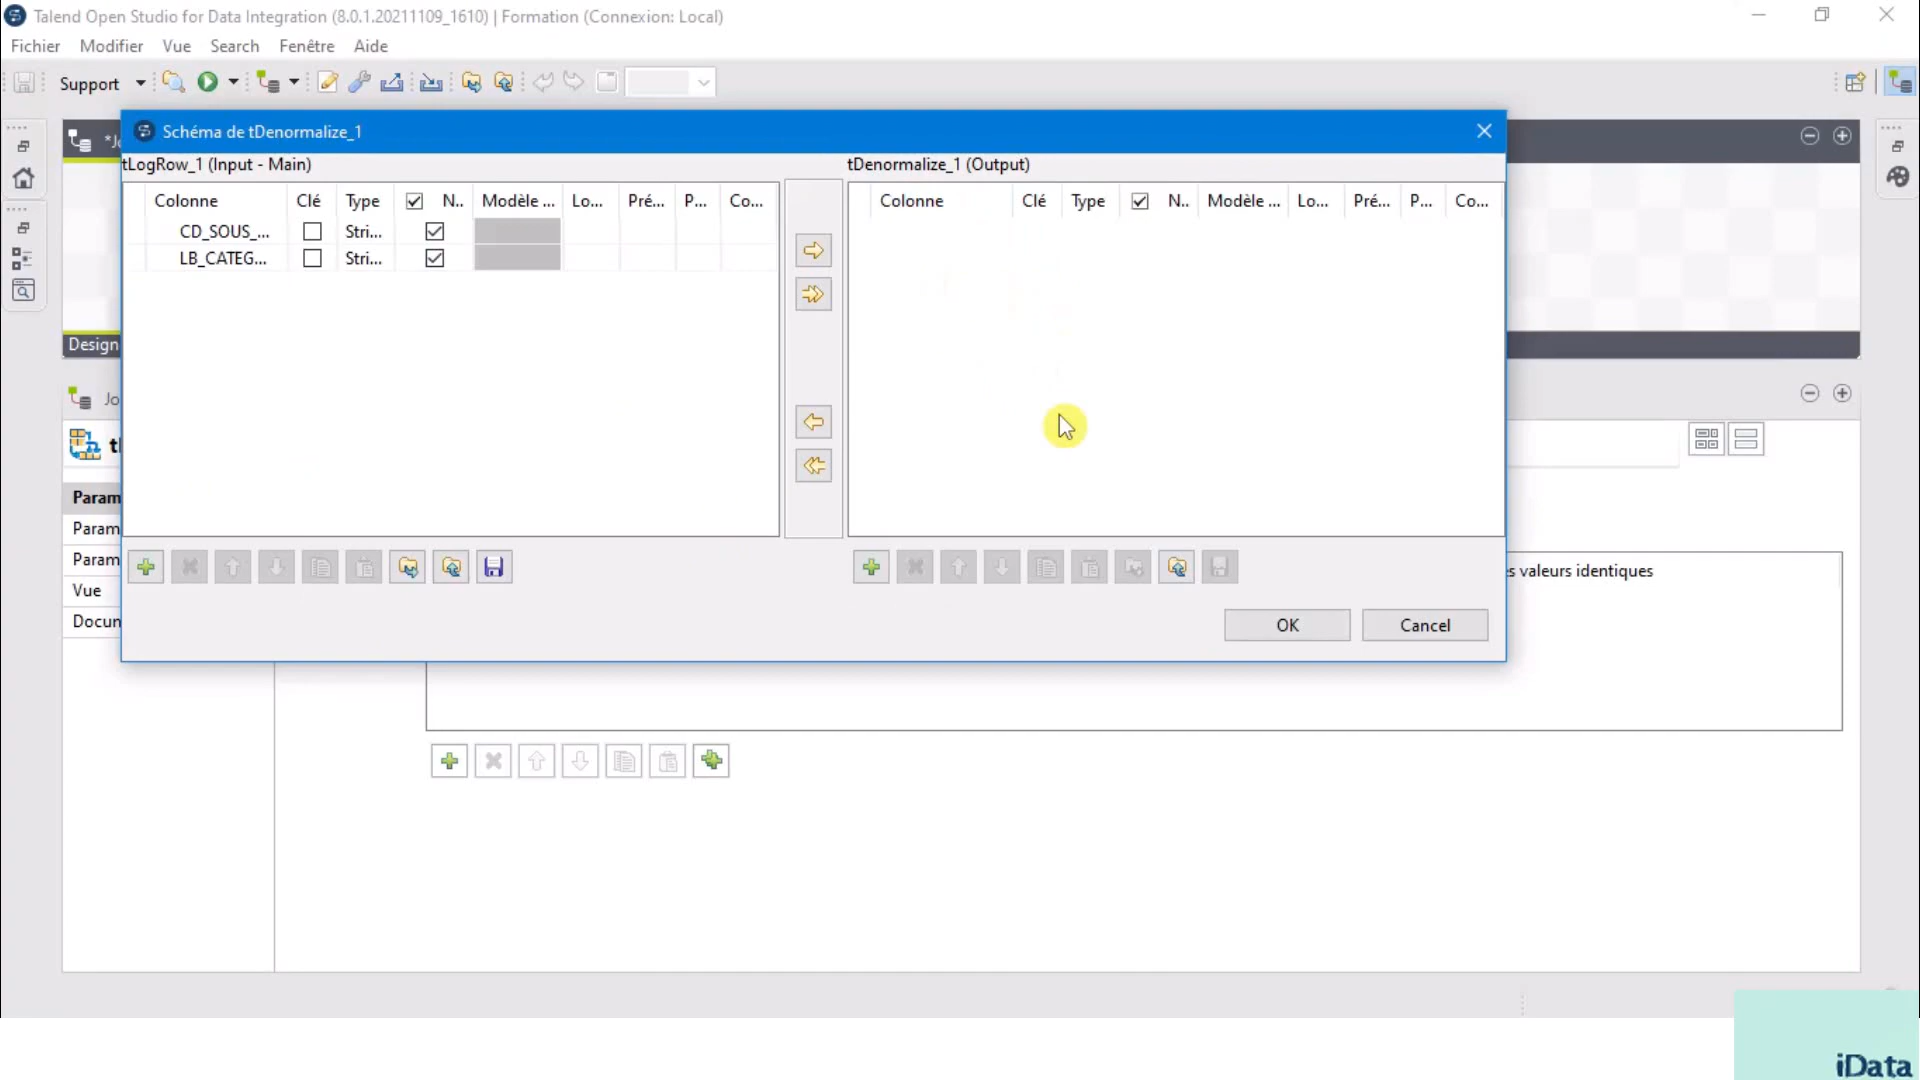 Talend Open Studio for Data Integration (8.0.1.20211109_1610) | Formation (Connexion: Local)
Fichier Modifier Vue Search Fenêtre Aide
Support
Schéma de tDenormalize_1
tLogRow_1 (Input - Main) tDenormalize_1 (Output)
Colonne Clé Type N.. Modèle ... Lo... Pré... P... Co... Colonne Clé Type N.. Modèle ... Lo... Pré... P... Co...
CD_SOUS_... Stri...
LB_CATEG... Stri...
Design
Jo
Param
Param
Param
Vue
Docun
s valeurs identiques
OK Cancel
iData